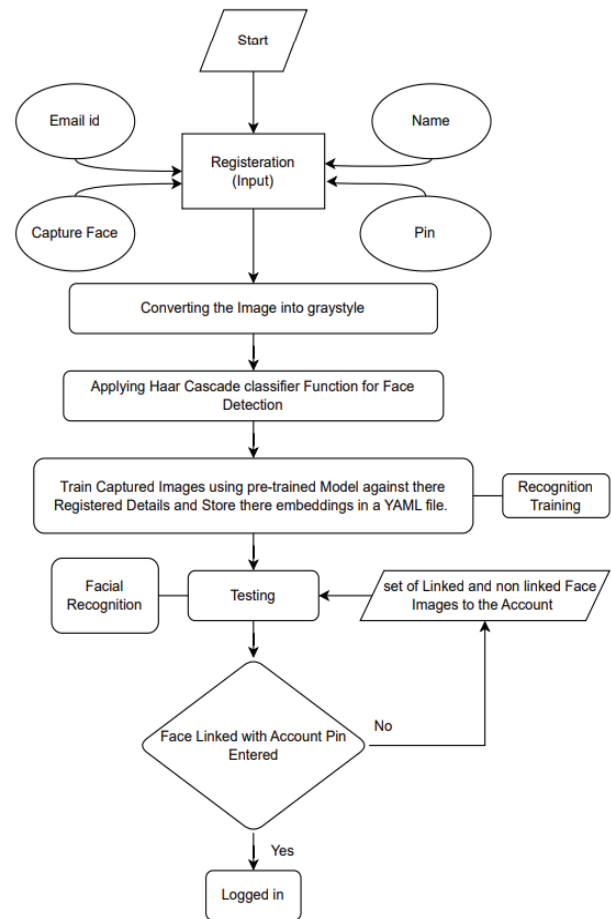 Start
Email id
Name
Registeration
(Input)
Capture Face
Pin
Converting the Image into graystyle
Applying Haar Cascade classifier Function for Face
Detection
Train Captured Images using pre-trained Model against there
Registered Details and Store there embeddings in a YAML file.
Recognition
Training
Facial
Recognition
Testing
set of Linked and non linked Face
Images to the Account
Face Linked with Account Pin
Entered
No
Yes
Logged in